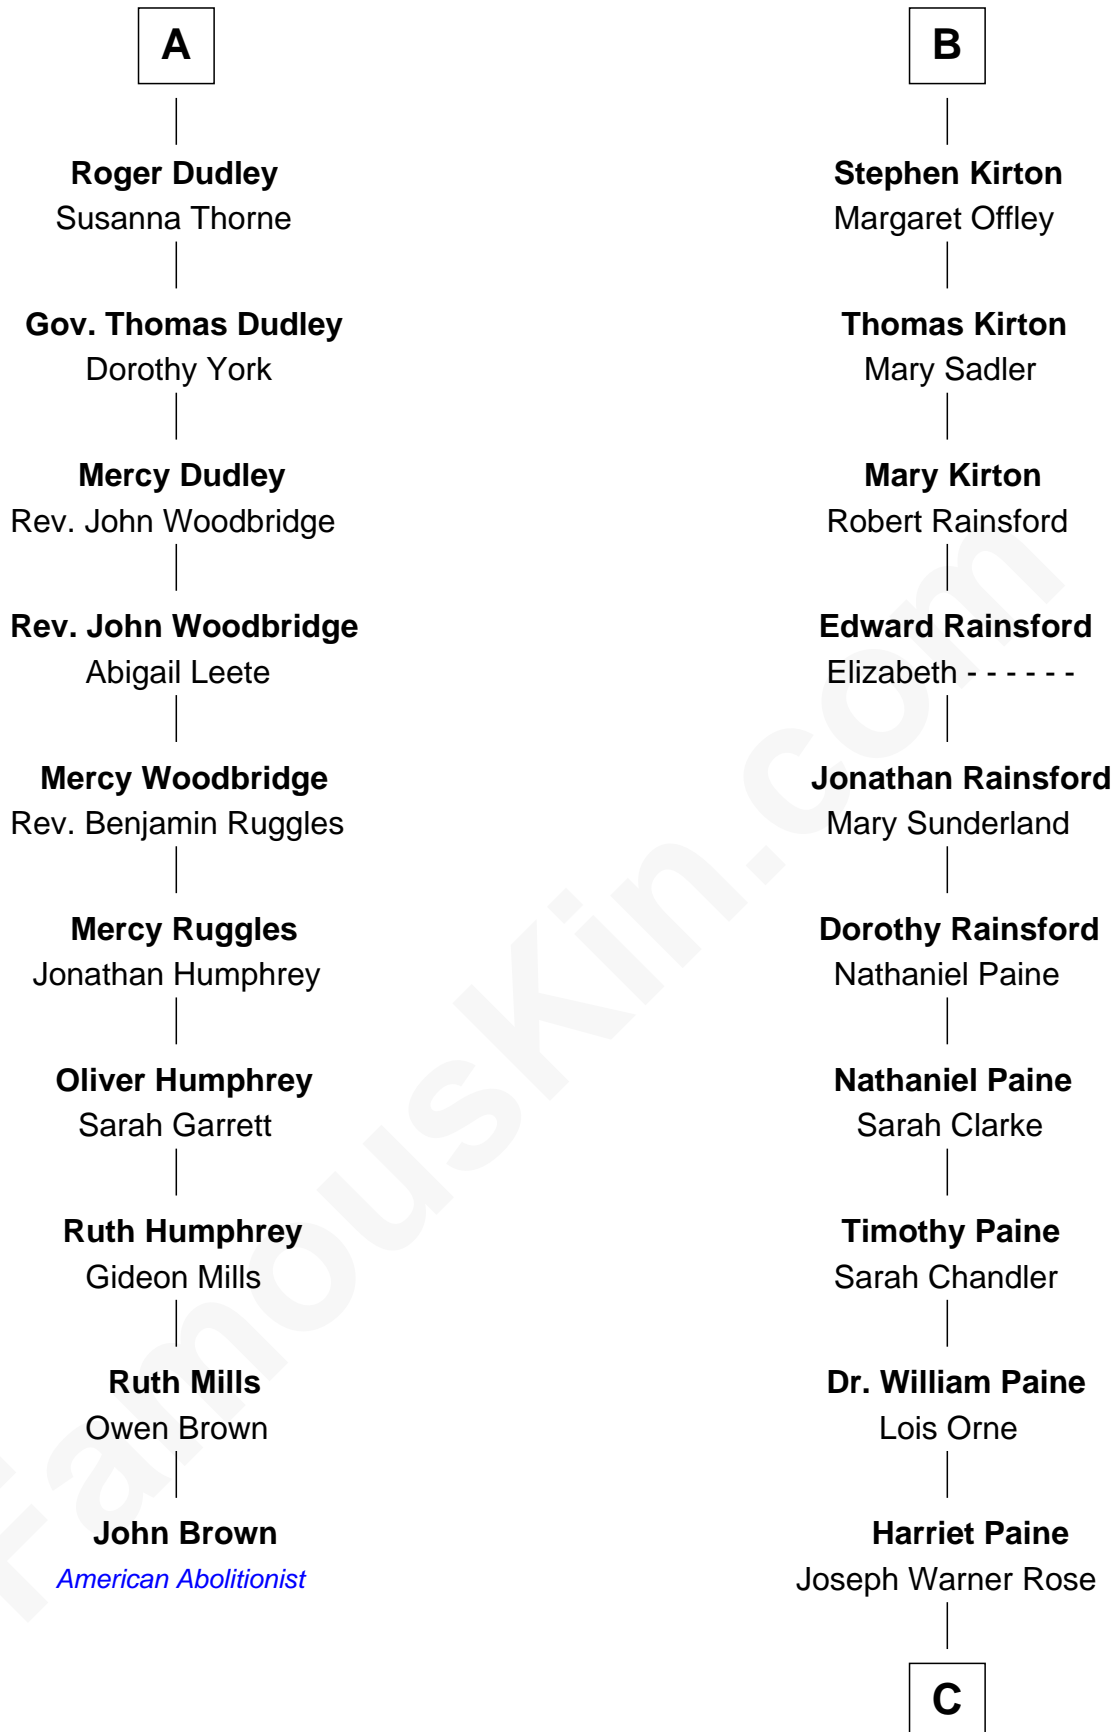 A
Roger Dudley
Susanna Thorne
Gov. Thomas Dudley
Dorothy York
Mercy Dudley
Rev. John Woodbridge
Rev. John Woodbridge
Abigail Leete
Mercy Woodbridge
Rev. Benjamin Ruggles
Mercy Ruggles
Jonathan Humphrey
Oliver Humphrey
Sarah Garrett
Ruth Humphrey
Gideon Mills
Ruth Mills
Owen Brown
John Brown
American Abolitionist
B
Stephen Kirton
Margaret Offley
Thomas Kirton
Mary Sadler
Mary Kirton
Robert Rainsford
Edward Rainsford
Elizabeth - - - - - -
Jonathan Rainsford
Mary Sunderland
Dorothy Rainsford
Nathaniel Paine
Nathaniel Paine
Sarah Clarke
Timothy Paine
Sarah Chandler
Dr. William Paine
Lois Orne
Harriet Paine
Joseph Warner Rose
C
FamousKin.com